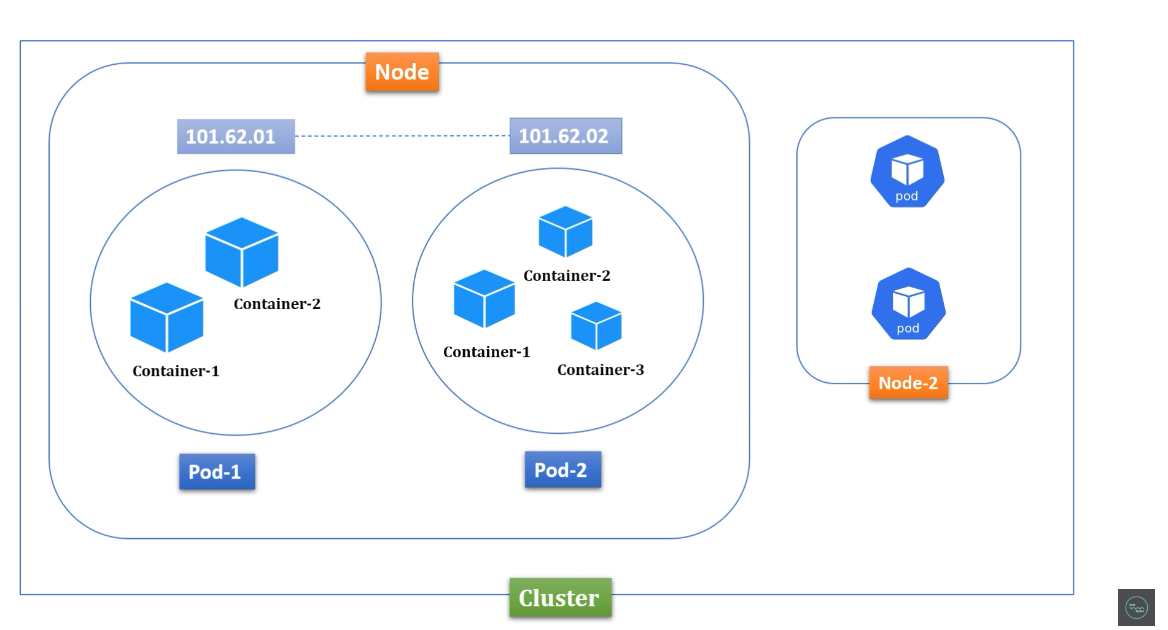 Node
101.62.01
101.62.02
Container-2
Container-1
Container-2
Container-1
Container-3
Pod-1
Pod-2
pod
pod
Node-2
Cluster